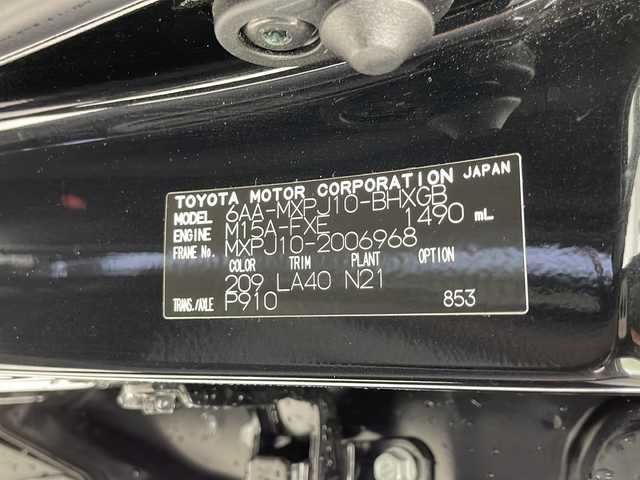 TOYOTA MOTOR CORPORATION JAPAN
MODEL 6AA-MXPJ10-BHXGB
ENGINE M15A-FXE 1490 mL
FRAME No. MXPJ10-2006968
COLOR TRIM PLANT OPTION
209 LA40 N21
TRANS./AXLE P910 853